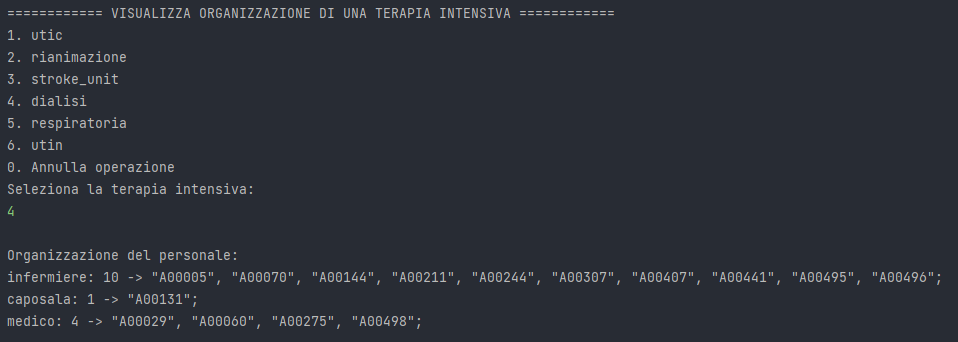 ============ VISUALIZZA ORGANIZZAZIONE DI UNA TERAPIA INTENSIVA ============
1. utic
2. rianimazione
3. stroke_unit
4. dialisi
5. respiratoria
6. utin
0. Annulla operazione
Seleziona la terapia intensiva:
4
Organizzazione del personale:
infermiere: 10 -> "A00005", "A00070", "A00144", "A00211", "A00244", "A00307", "A00407", "A00441", "A00495", "A00496";
caposala: 1 -> "A00131";
medico: 4 -> "A00029", "A00060", "A00275", "A00498";